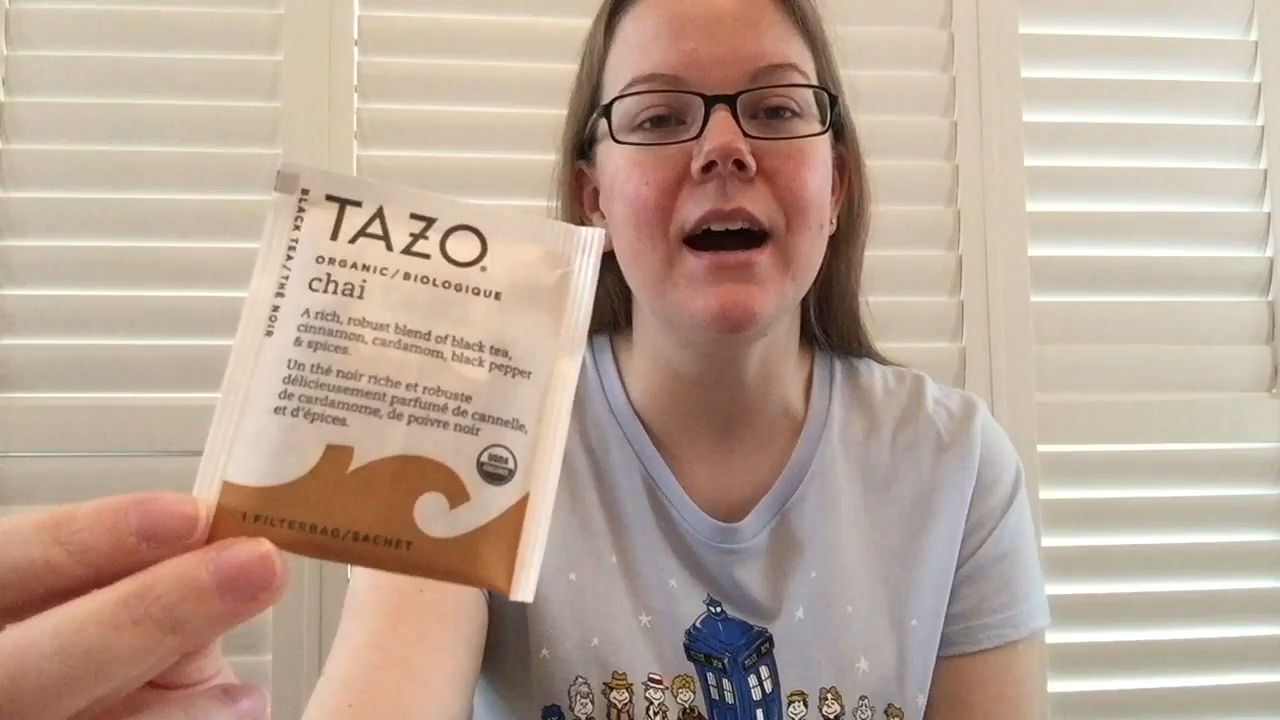 BLACK TEA/THÉ NOIR
TAZO
ORGANIC/BIOLOGIQUE
chai
A rich, robust blend of black tea,
cinnamon, cardamom, black pepper
& spices.
Un thé noir riche et robuste
délicieusement parfumé de cannelle,
de cardamome, de poivre noir
et d'épices.
USDA
ORGANIC
1 FILTERBAG/SACHET